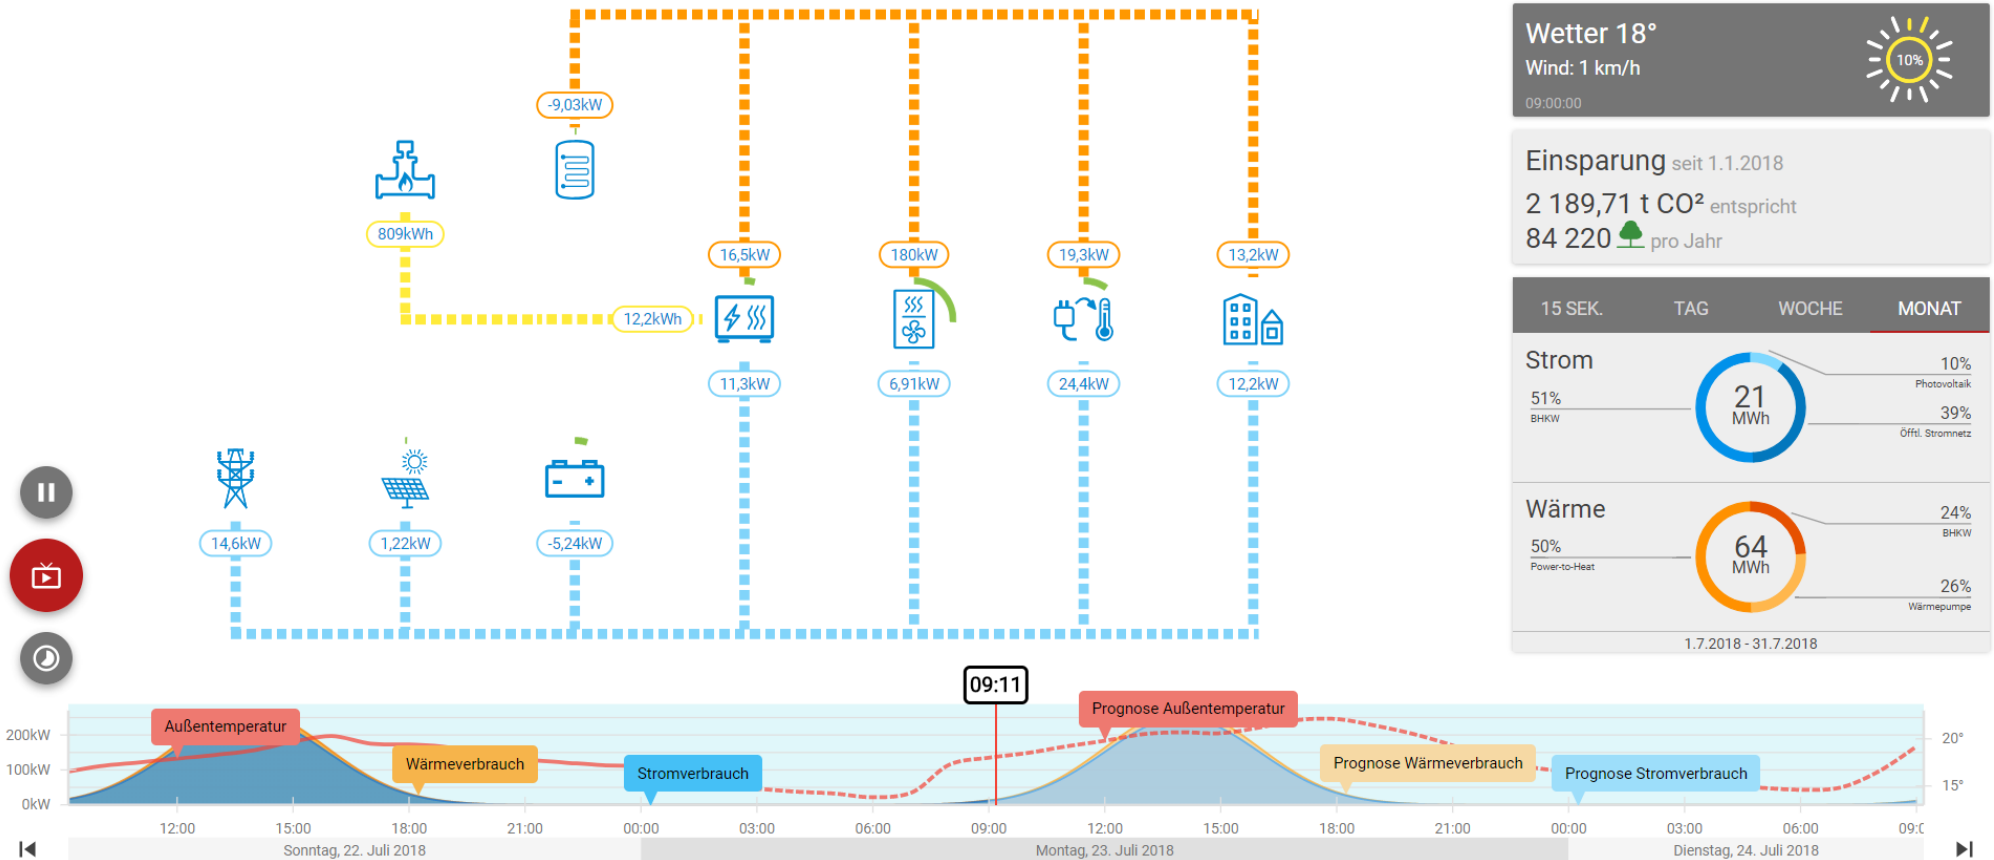 -9,03kW
809kWh
16,5kW
180kW
19,3kW
13,2kW
12,2kWh
11,3kW
6,91kW
24,4kW
12,2kW
14,6kW
1,22kW
-5,24kW
Wetter 18°
Wind: 1 km/h
10%
09:00:00
Einsparung seit 1.1.2018
2 189,71 t CO² entspricht
84 220 pro Jahr
15 SEK. TAG WOCHE MONAT
Strom
51%
BHKW
21
MWh
10%
Photovoltaik
39%
Öfftl. Stromnetz
Wärme
50%
Power-to-Heat
64
MWh
24%
BHKW
26%
Wärmepumpe
1.7.2018 - 31.7.2018
09:11
Außentemperatur
Wärmeverbrauch
Stromverbrauch
Prognose Außentemperatur
Prognose Wärmeverbrauch
Prognose Stromverbrauch
200kW
100kW
0kW
20°
15°
12:00 15:00 18:00 21:00 00:00 03:00 06:00 09:00 12:00 15:00 18:00 21:00 00:00 03:00 06:00
Sonntag, 22. Juli 2018 Montag, 23. Juli 2018 Dienstag, 24. Juli 2018